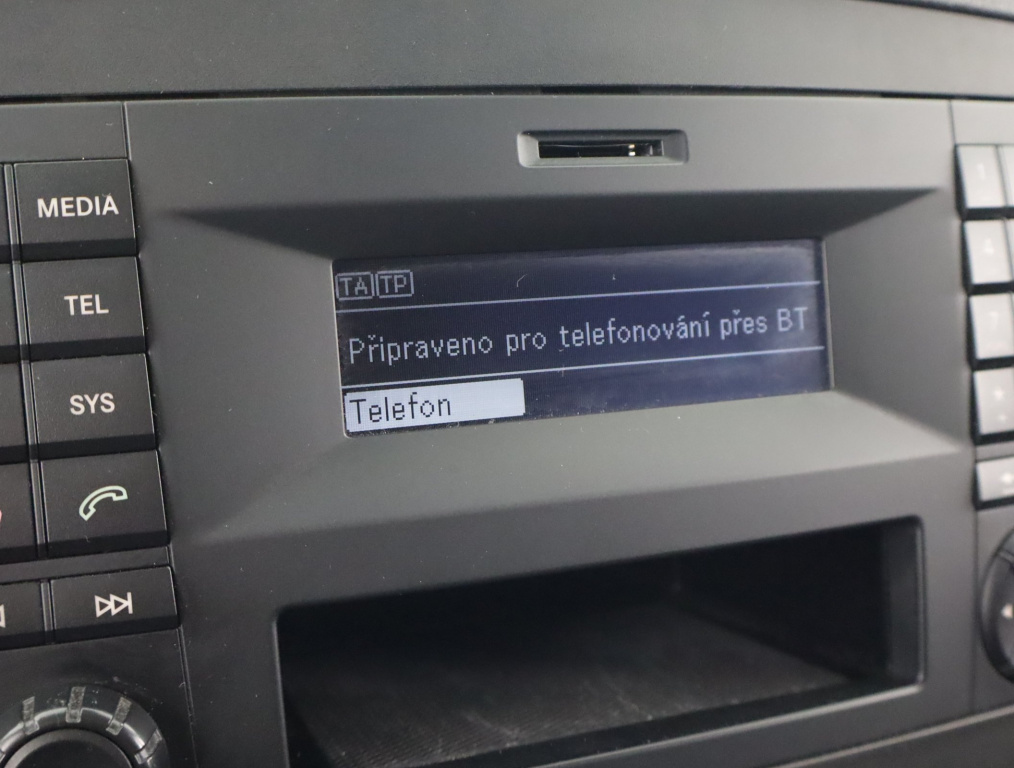 MEDIA
TEL
SYS
TA TP
Připraveno pro telefonování přes BT
Telefon